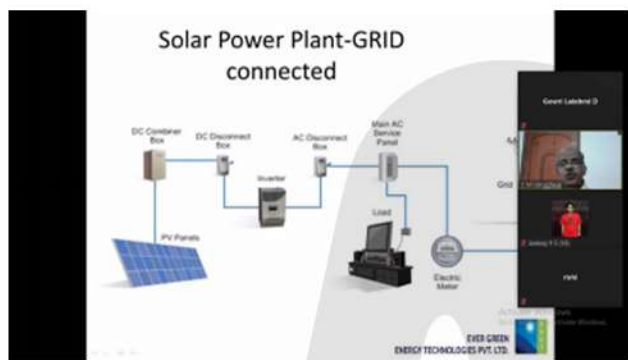 Solar Power Plant-GRID
connected
DC Combiner
Box
DC Disconnect
Box
AC Disconnect
Box
Main AC
Service
Panel
Inverter
Load
PV Panels
Electric
Meter
Grid
EVER GREEN
ENERGY TECHNOLOGIES PVT. LTD.